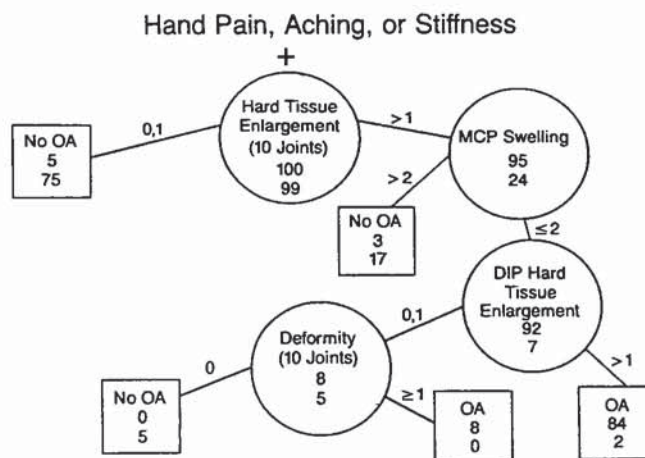 Hand Pain, Aching, or Stiffness
+
Hard Tissue
Enlargement
(10 Joints)
100
99
0,1
>1
No OA
5
75
MCP Swelling
95
24
>2
No OA
3
17
≤2
DIP Hard
Tissue
Enlargement
92
7
0,1
>1
Deformity
(10 Joints)
8
5
0
≥1
No OA
0
5
OA
8
0
OA
84
2